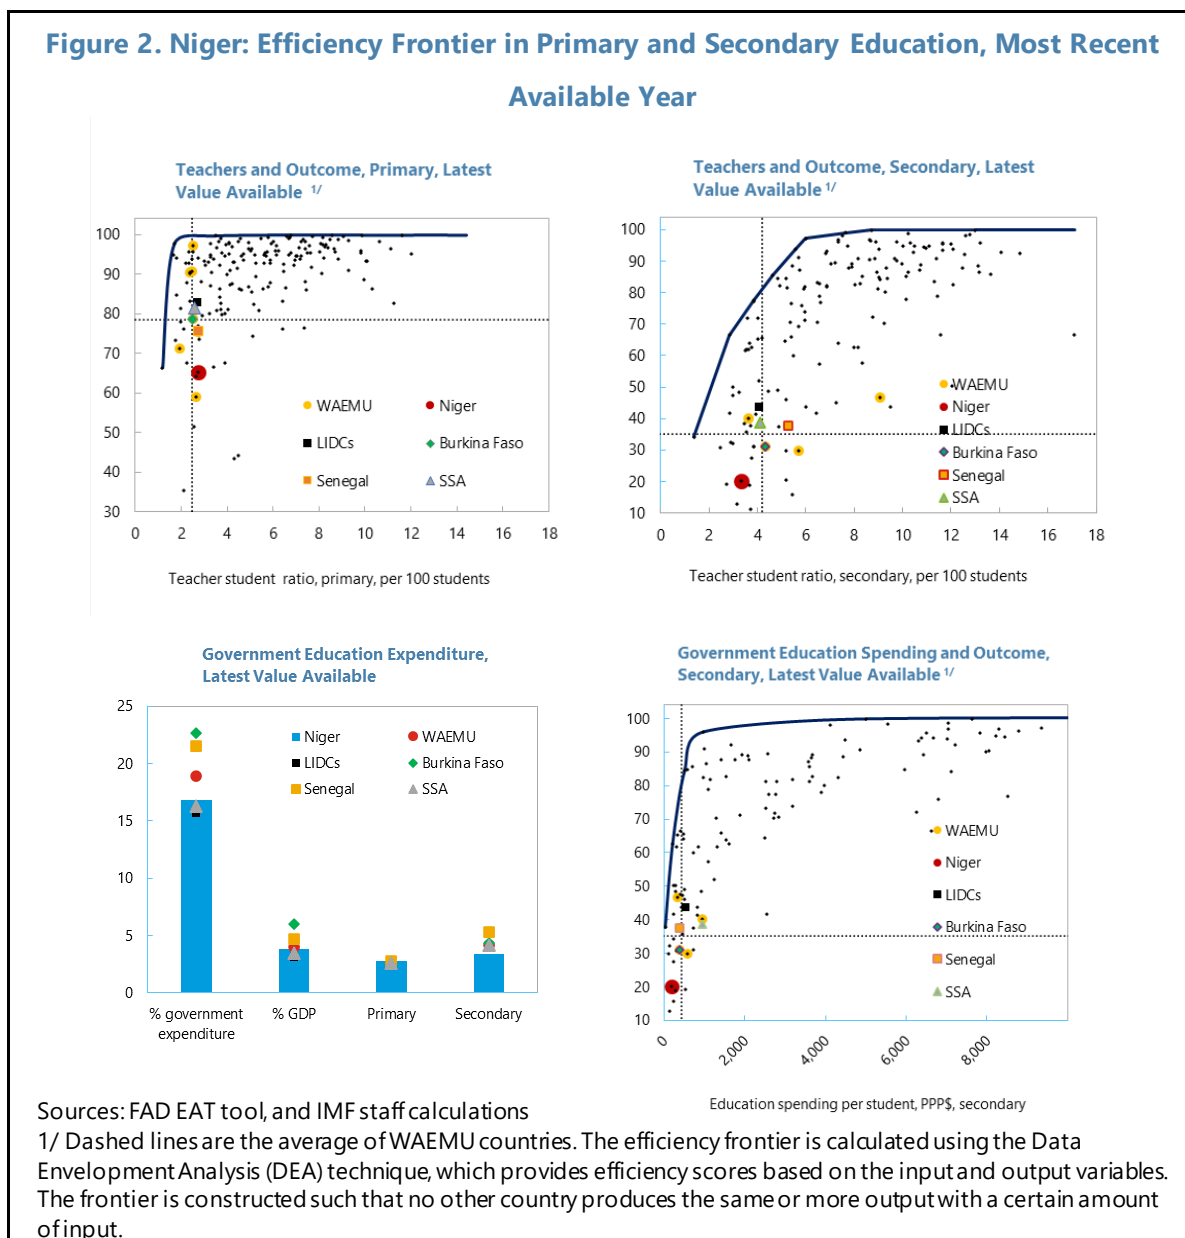 Figure 2. Niger: Efficiency Frontier in Primary and Secondary Education, Most Recent
Available Year
Teachers and Outcome, Primary, Latest
Value Available 1/
100
90
80
70
60
50
40
30
0 2 4 6 8 10 12 14 16 18
WAEMU
Niger
LIDCs
Burkina Faso
Senegal
SSA
Teacher student ratio, primary, per 100 students
Teachers and Outcome, Secondary, Latest
Value Available 1/
100
90
80
70
60
50
40
30
20
10
0 2 4 6 8 10 12 14 16 18
WAEMU
Niger
LIDCs
Burkina Faso
Senegal
SSA
Teacher student ratio, secondary, per 100 students
Government Education Expenditure,
Latest Value Available
25
20
15
10
5
0
Niger
WAEMU
LIDCs
Burkina Faso
Senegal
SSA
% government
expenditure
% GDP
Primary
Secondary
Government Education Spending and Outcome,
Secondary, Latest Value Available 1/
100
90
80
70
60
50
40
30
20
10
0 2,000 4,000 6,000 8,000
WAEMU
Niger
LIDCs
Burkina Faso
Senegal
SSA
Education spending per student, PPP$, secondary
Sources: FAD EAT tool, and IMF staff calculations
1/ Dashed lines are the average of WAEMU countries. The efficiency frontier is calculated using the Data
Envelopment Analysis (DEA) technique, which provides efficiency scores based on the input and output variables.
The frontier is constructed such that no other country produces the same or more output with a certain amount
of input.